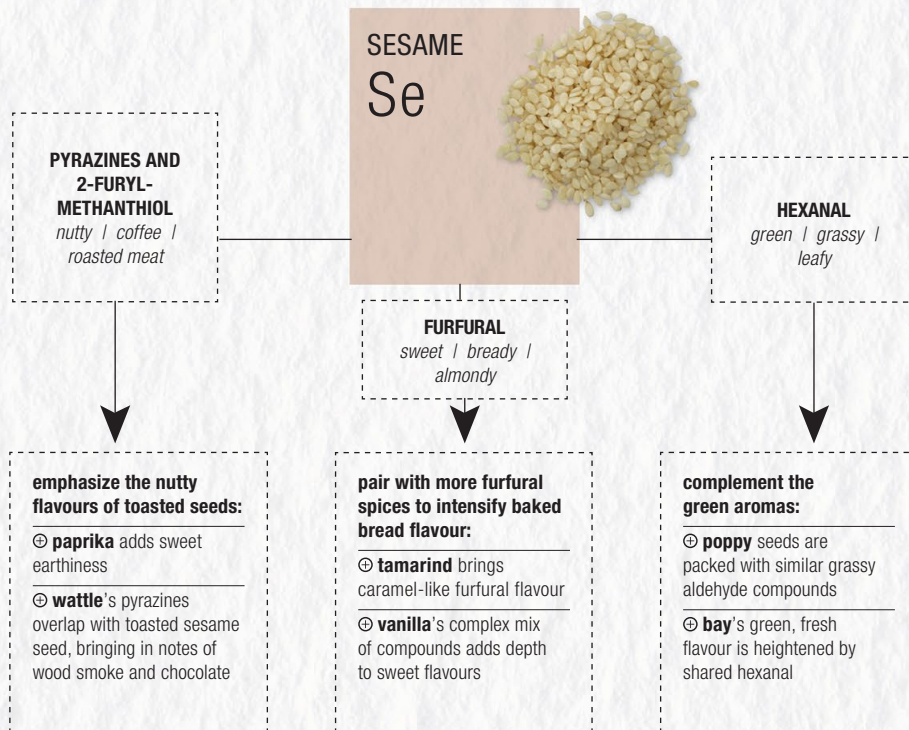 SESAME
Se
PYRAZINES AND
2-FURYL-
METHANTHIOL
nutty | coffee |
roasted meat
HEXANAL
green | grassy |
leafy
FURFURAL
sweet | bready |
almondy
emphasize the nutty
flavours of toasted seeds:
⊕ paprika adds sweet
earthiness
⊕ wattle's pyrazines
overlap with toasted sesame
seed, bringing in notes of
wood smoke and chocolate
pair with more furfural
spices to intensify baked
bread flavour:
⊕ tamarind brings
caramel-like furfural flavour
⊕ vanilla's complex mix
of compounds adds depth
to sweet flavours
complement the
green aromas:
⊕ poppy seeds are
packed with similar grassy
aldehyde compounds
⊕ bay's green, fresh
flavour is heightened by
shared hexanal